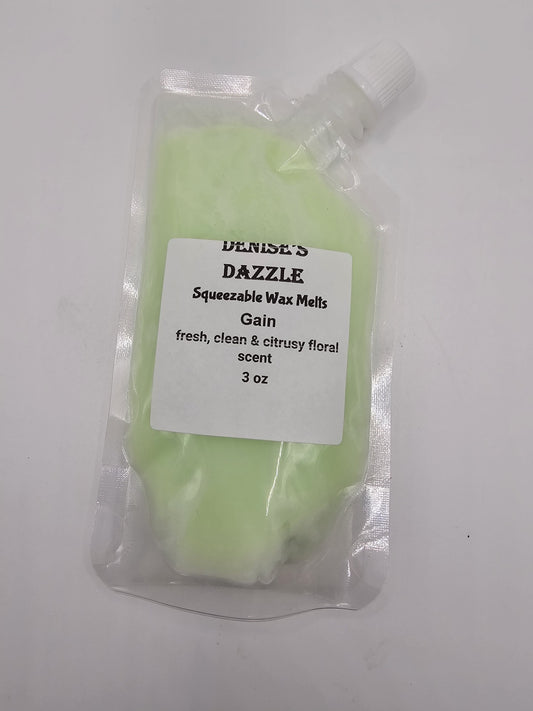 DENISE'S
DAZZLE
Squeezable Wax Melts
Gain
fresh, clean & citrusy floral
scent
3 oz